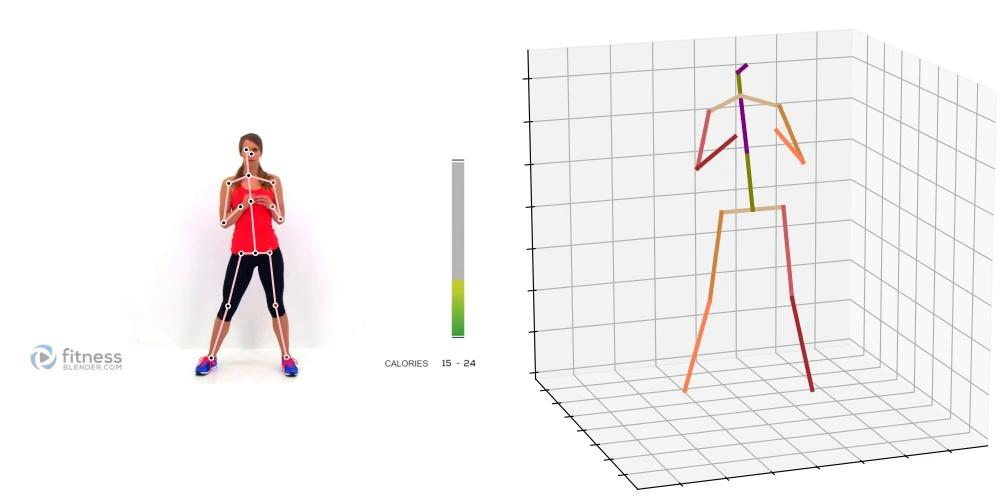 fitness
BLENDER.COM
CALORIES 15 - 24